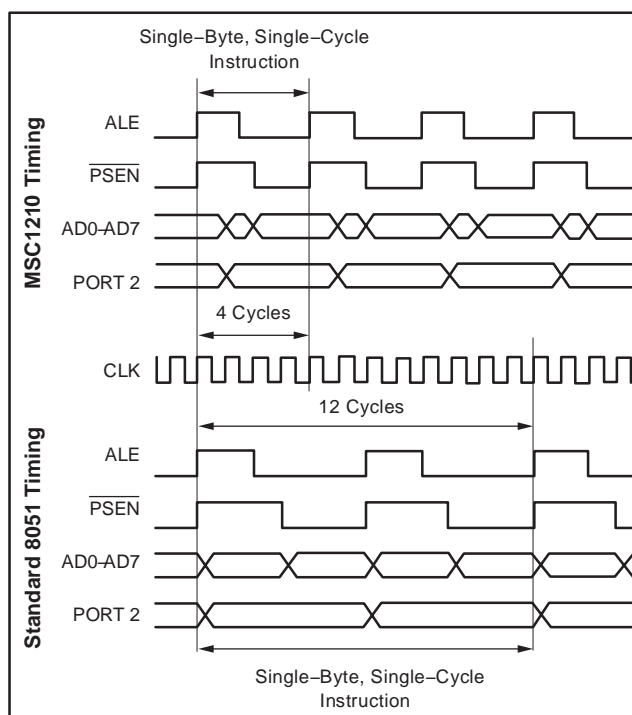 Single−Byte, Single−Cycle
Instruction
MSC1210 Timing
ALE
PSEN
AD0-AD7
PORT 2
4 Cycles
CLK
12 Cycles
Standard 8051 Timing
ALE
PSEN
AD0-AD7
PORT 2
Single−Byte, Single−Cycle
Instruction